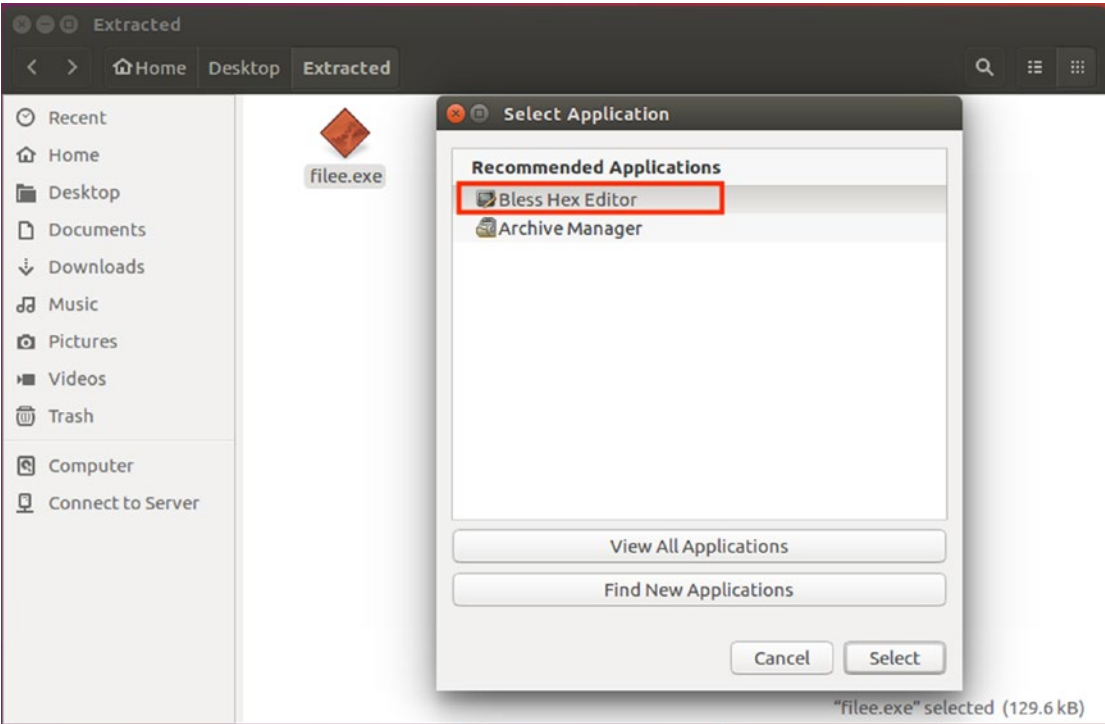 Extracted
Home Desktop Extracted
Recent
Home
Desktop
Documents
Downloads
Music
Pictures
Videos
Trash
Computer
Connect to Server
filee.exe
Select Application
Recommended Applications
Bless Hex Editor
Archive Manager
View All Applications
Find New Applications
Cancel Select
"filee.exe" selected (129.6 kB)